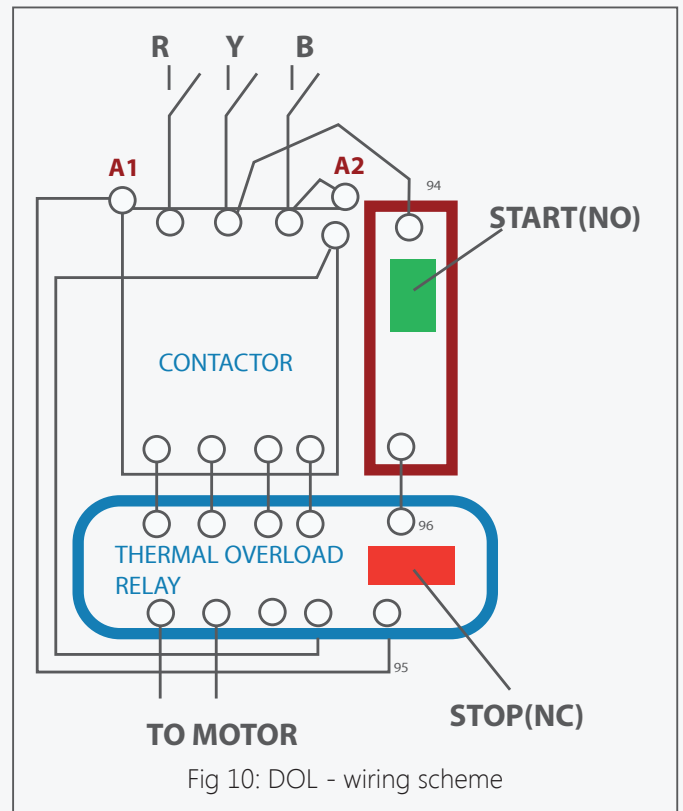 R Y B
A1 A2
94
START(NO)
CONTACTOR
96
THERMAL OVERLOAD
RELAY
95
STOP(NC)
TO MOTOR
Fig 10: DOL - wiring scheme